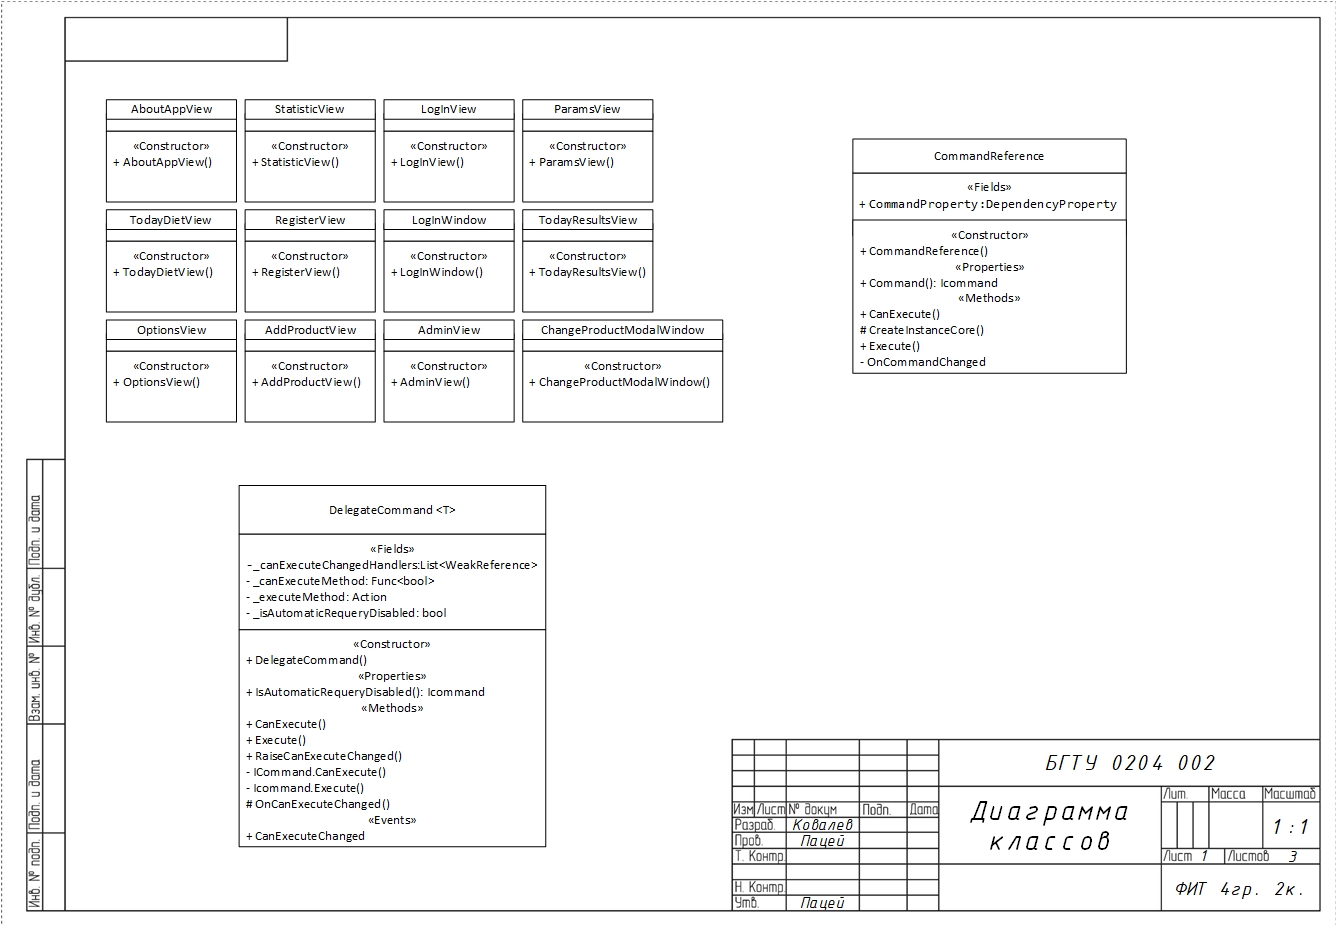 AboutAppView
«Constructor»
+ AboutAppView()
StatisticView
«Constructor»
+ StatisticView()
LogInView
«Constructor»
+ LogInView()
ParamsView
«Constructor»
+ ParamsView()
TodayDietView
«Constructor»
+ TodayDietView()
RegisterView
«Constructor»
+ RegisterView()
LogInWindow
«Constructor»
+ LogInWindow()
TodayResultsView
«Constructor»
+ TodayResultsView()
OptionsView
«Constructor»
+ OptionsView()
AddProductView
«Constructor»
+ AddProductView()
AdminView
«Constructor»
+ AdminView()
ChangeProductModalWindow
«Constructor»
+ ChangeProductModalWindow()
CommandReference
«Fields»
+ CommandProperty:DependencyProperty
«Constructor»
+ CommandReference()
«Properties»
+ Command(): Icommand
«Methods»
+ CanExecute()
# CreateInstanceCore()
+ Execute()
- OnCommandChanged
DelegateCommand <T>
«Fields»
- _canExecuteChangedHandlers:List<WeakReference>
- _canExecuteMethod: Func<bool>
- _executeMethod: Action
- _isAutomaticRequeryDisabled: bool
«Constructor»
+ DelegateCommand()
«Properties»
+ IsAutomaticRequeryDisabled(): Icommand
«Methods»
+ CanExecute()
+ Execute()
+ RaiseCanExecuteChanged()
- ICommand.CanExecute()
- Icommand.Execute()
# OnCanExecuteChanged()
«Events»
+ CanExecuteChanged
Подп. и дата
Инв. № дубл.
Взам. инв. №
Подп. и дата
Инв. № подп.
БГТУ 0204 002
Изм Лист № докум Подп. Дата
Разраб. Ковалев
Пров. Пацей
Т. Контр.
Н. Контр.
Утв. Пацей
Диаграмма
классов
Лит. Масса Масштаб
1 : 1
Лист 1 Листов 3
ФИТ 4гр. 2к.